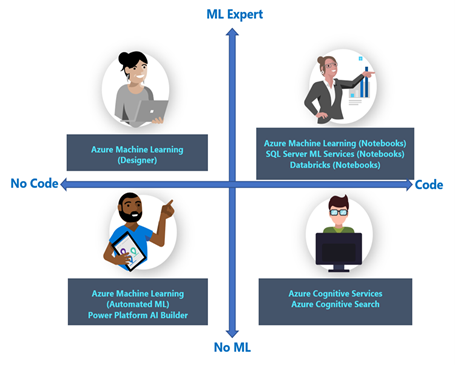 ML Expert
Azure Machine Learning
(Designer)
Azure Machine Learning (Notebooks)
SQL Server ML Services (Notebooks)
Databricks (Notebooks)
No Code
Code
Azure Machine Learning
(Automated ML)
Power Platform AI Builder
Azure Cognitive Services
Azure Cognitive Search
No ML